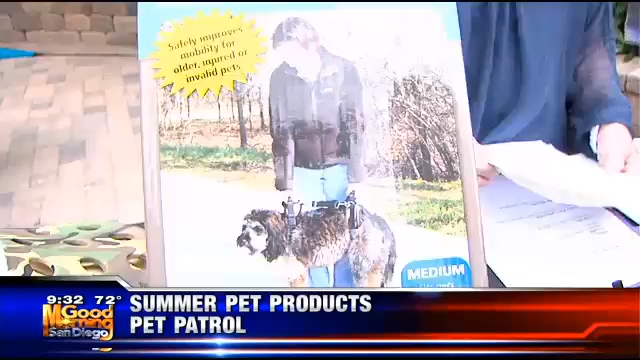 Safely improves
mobility for
older, injured or
invalid pets
MEDIUM
9:32 72°
Good
Morning
San Diego
SUMMER PET PRODUCTS
PET PATROL